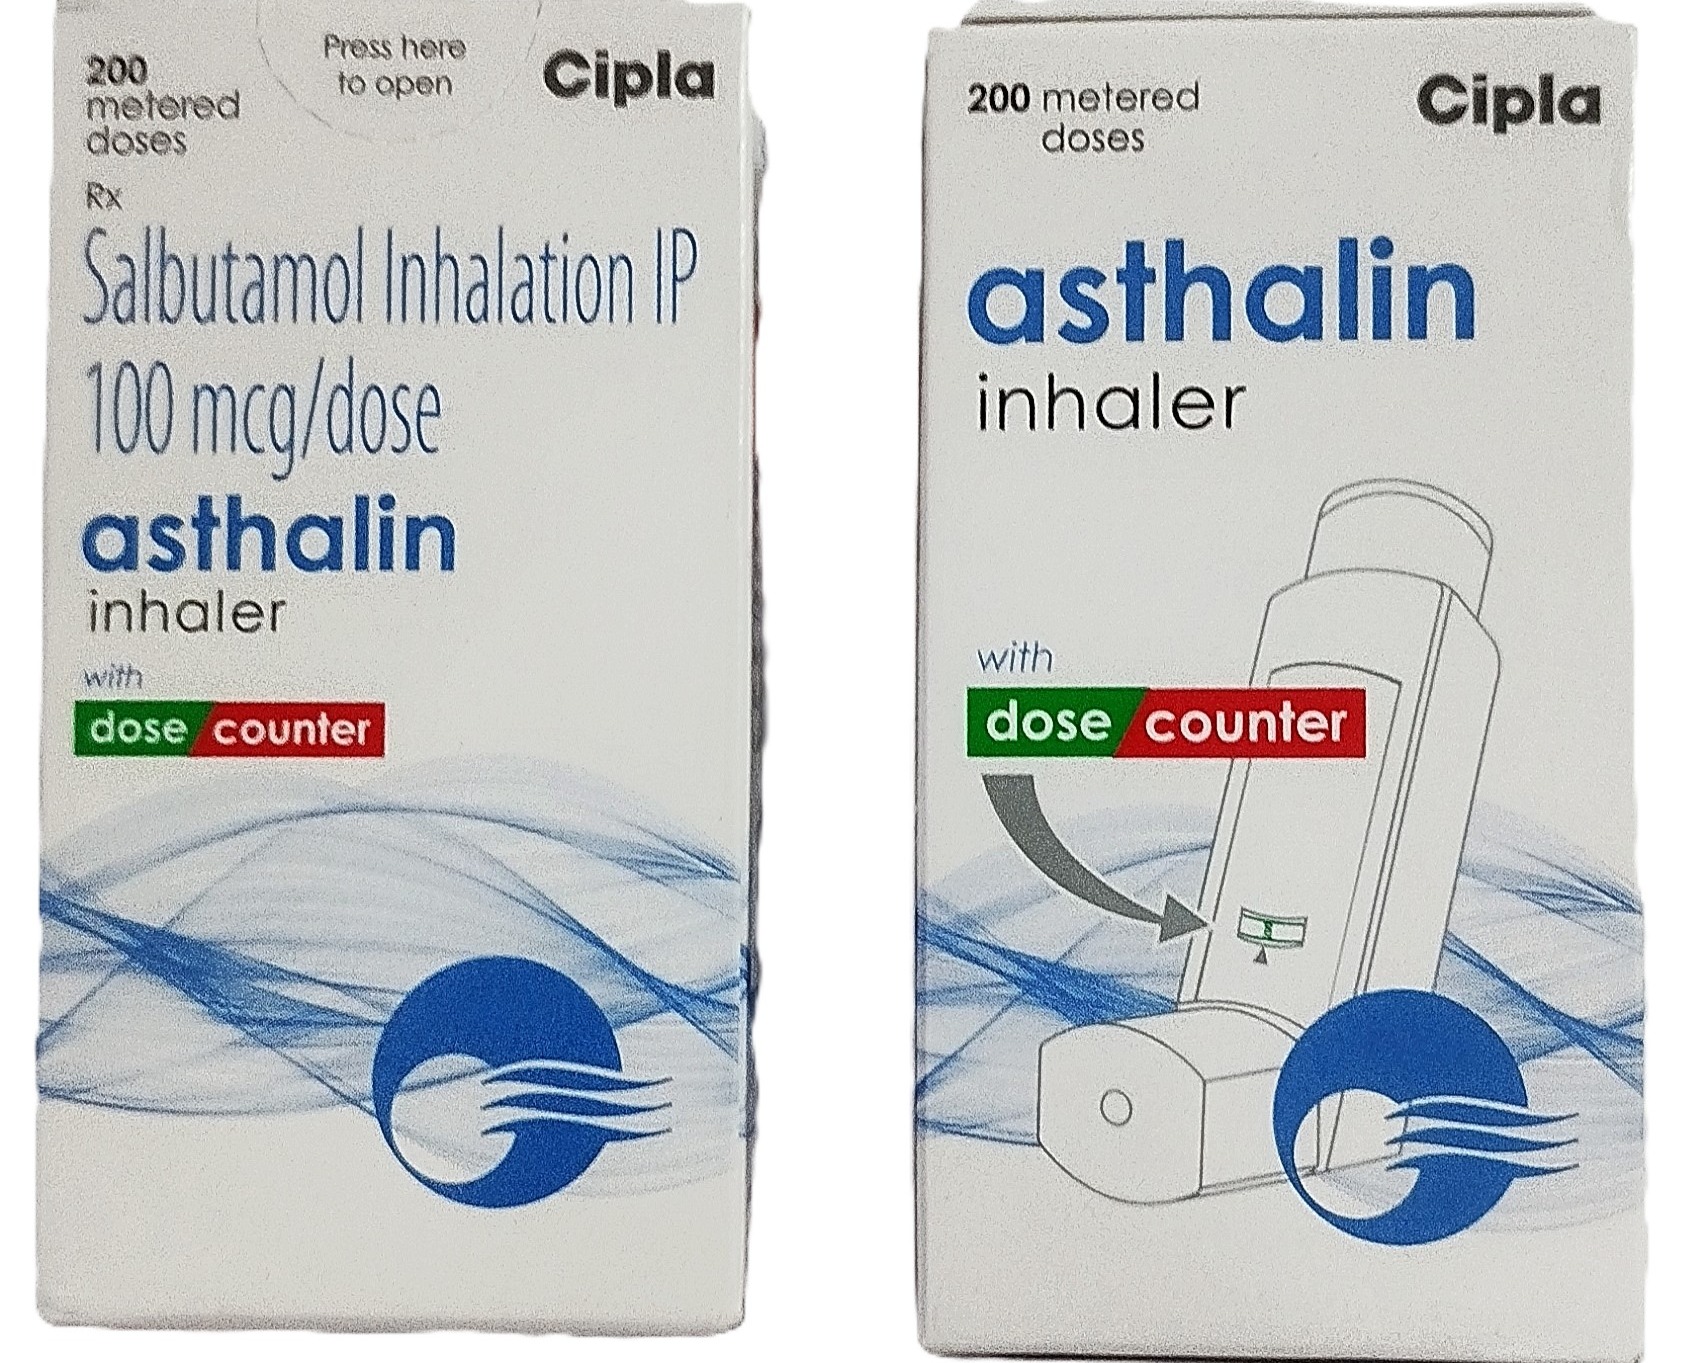 200
metered
doses
Press here
to open
Cipla
Rx
Salbutamol Inhalation IP
100 mcg/dose
asthalin
inhaler
with
dose counter
200 metered
doses
Cipla
asthalin
inhaler
with
dose counter